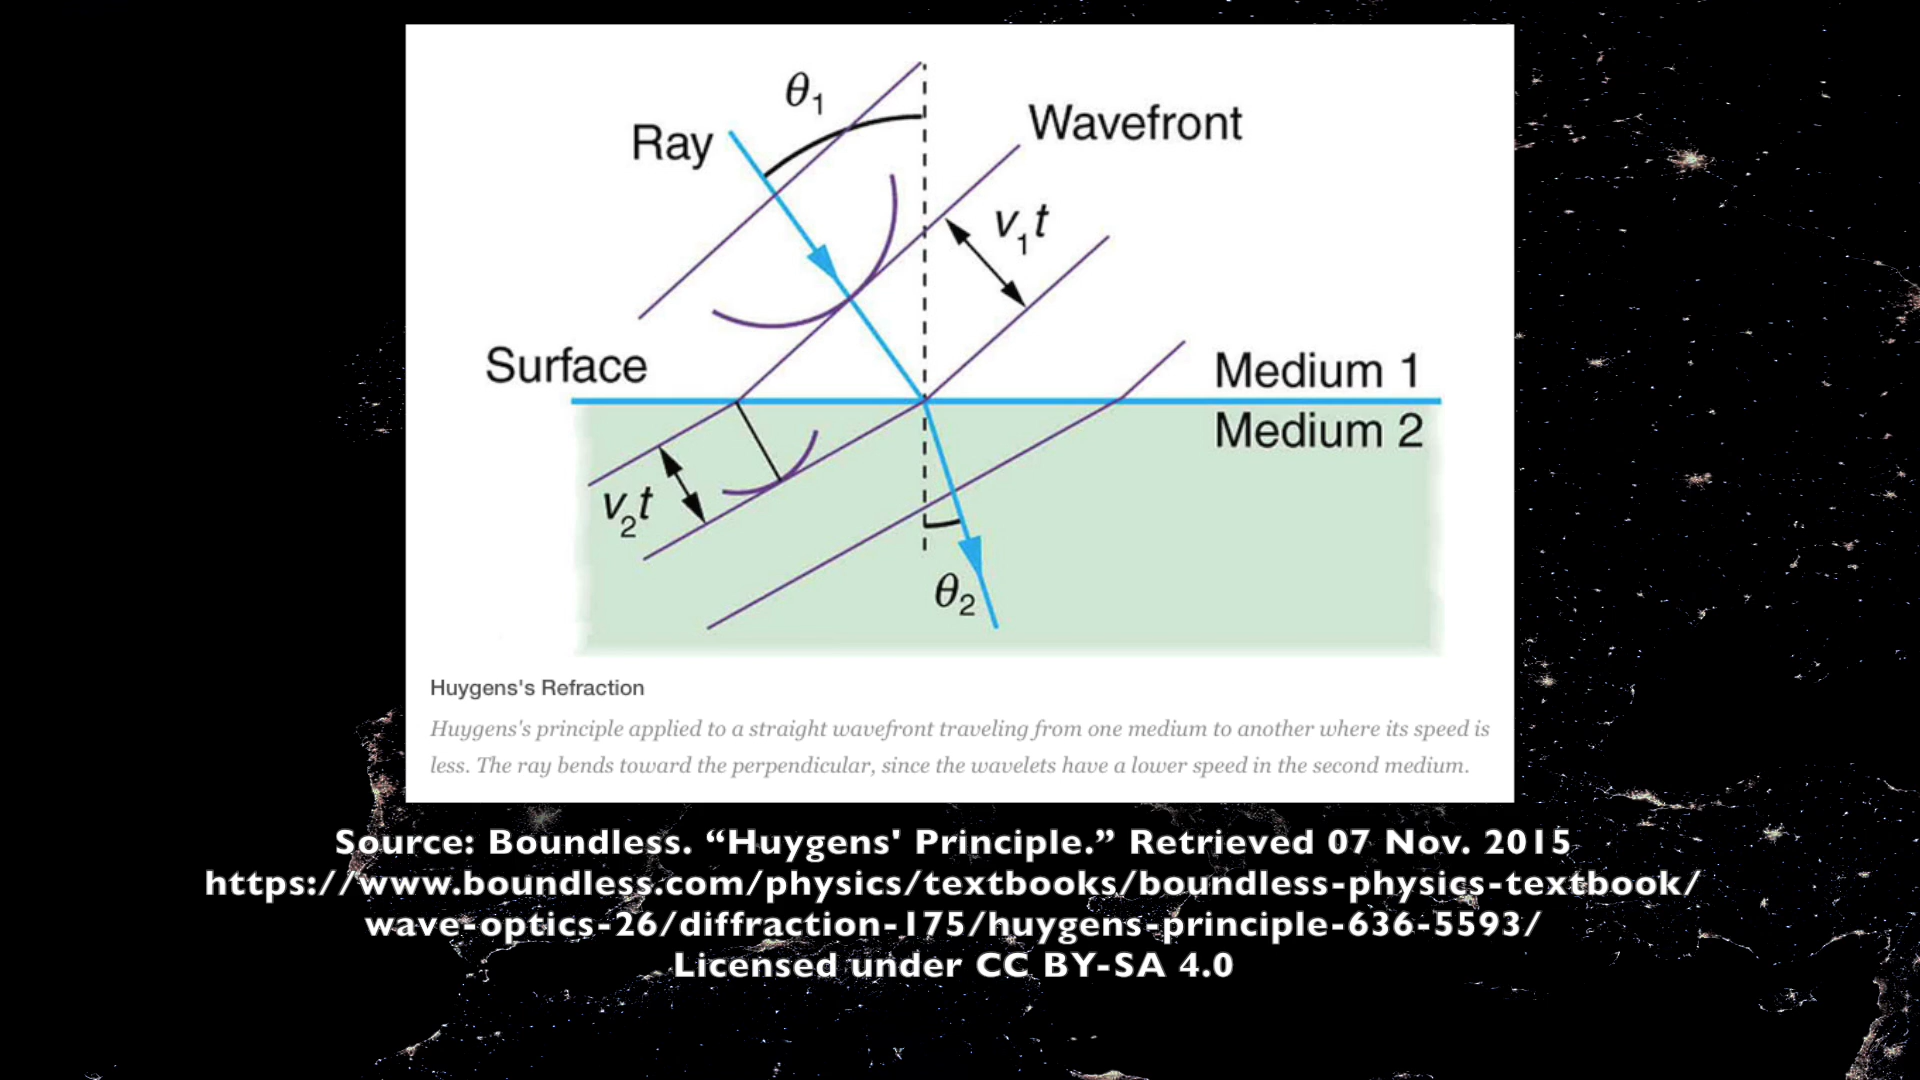 θ1
Ray
Wavefront
v1t
Surface
Medium 1
Medium 2
v2t
θ2
Huygens's Refraction
Huygens's principle applied to a straight wavefront traveling from one medium to another where its speed is
less. The ray bends toward the perpendicular, since the wavelets have a lower speed in the second medium.
Source: Boundless. “Huygens' Principle.” Retrieved 07 Nov. 2015
https://www.boundless.com/physics/textbooks/boundless-physics-textbook/
wave-optics-26/diffraction-175/huygens-principle-636-5593/
Licensed under CC BY-SA 4.0